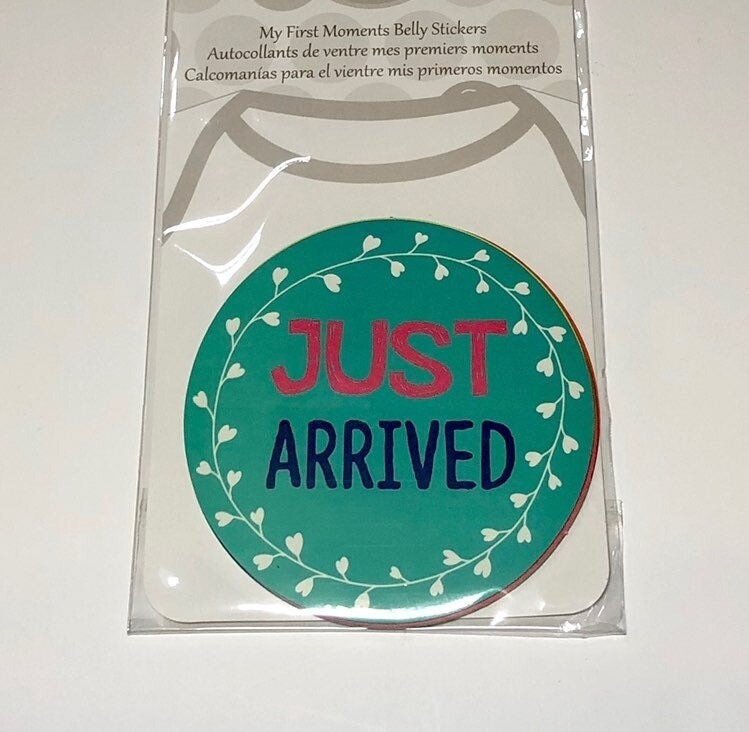 My First Moments Belly Stickers
Autocollants de ventre mes premiers moments
Calcomanías para el vientre mis primeros momentos
JUST
ARRIVED